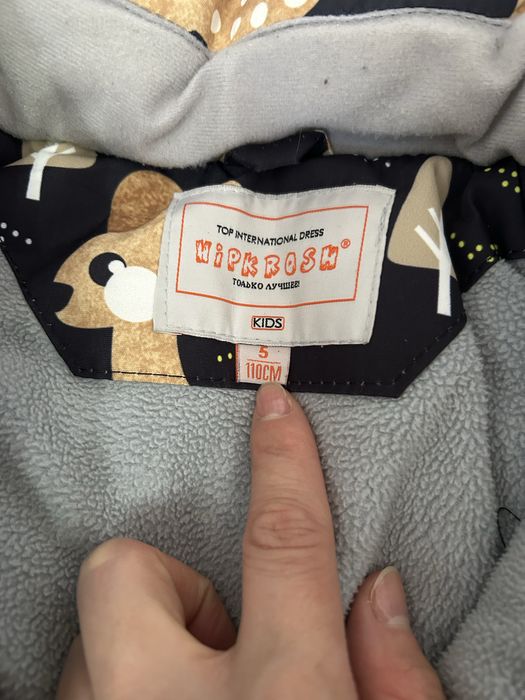 TOP INTERNATIONAL DRESS
HIPKROSH®
ТОЛЬКО ЛУЧШЕЕ!
KIDS
5
110CM